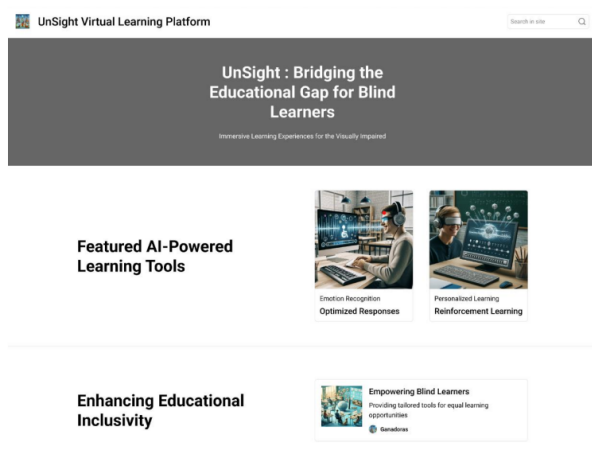 UnSight Virtual Learning Platform
Search in site
UnSight : Bridging the
Educational Gap for Blind
Learners
Immersive Learning Experiences for the Visually Impaired
Featured AI-Powered
Learning Tools
Emotion Recognition
Optimized Responses
Personalized Learning
Reinforcement Learning
Enhancing Educational
Inclusivity
Empowering Blind Learners
Providing tailored tools for equal learning
opportunities
Ganadoras